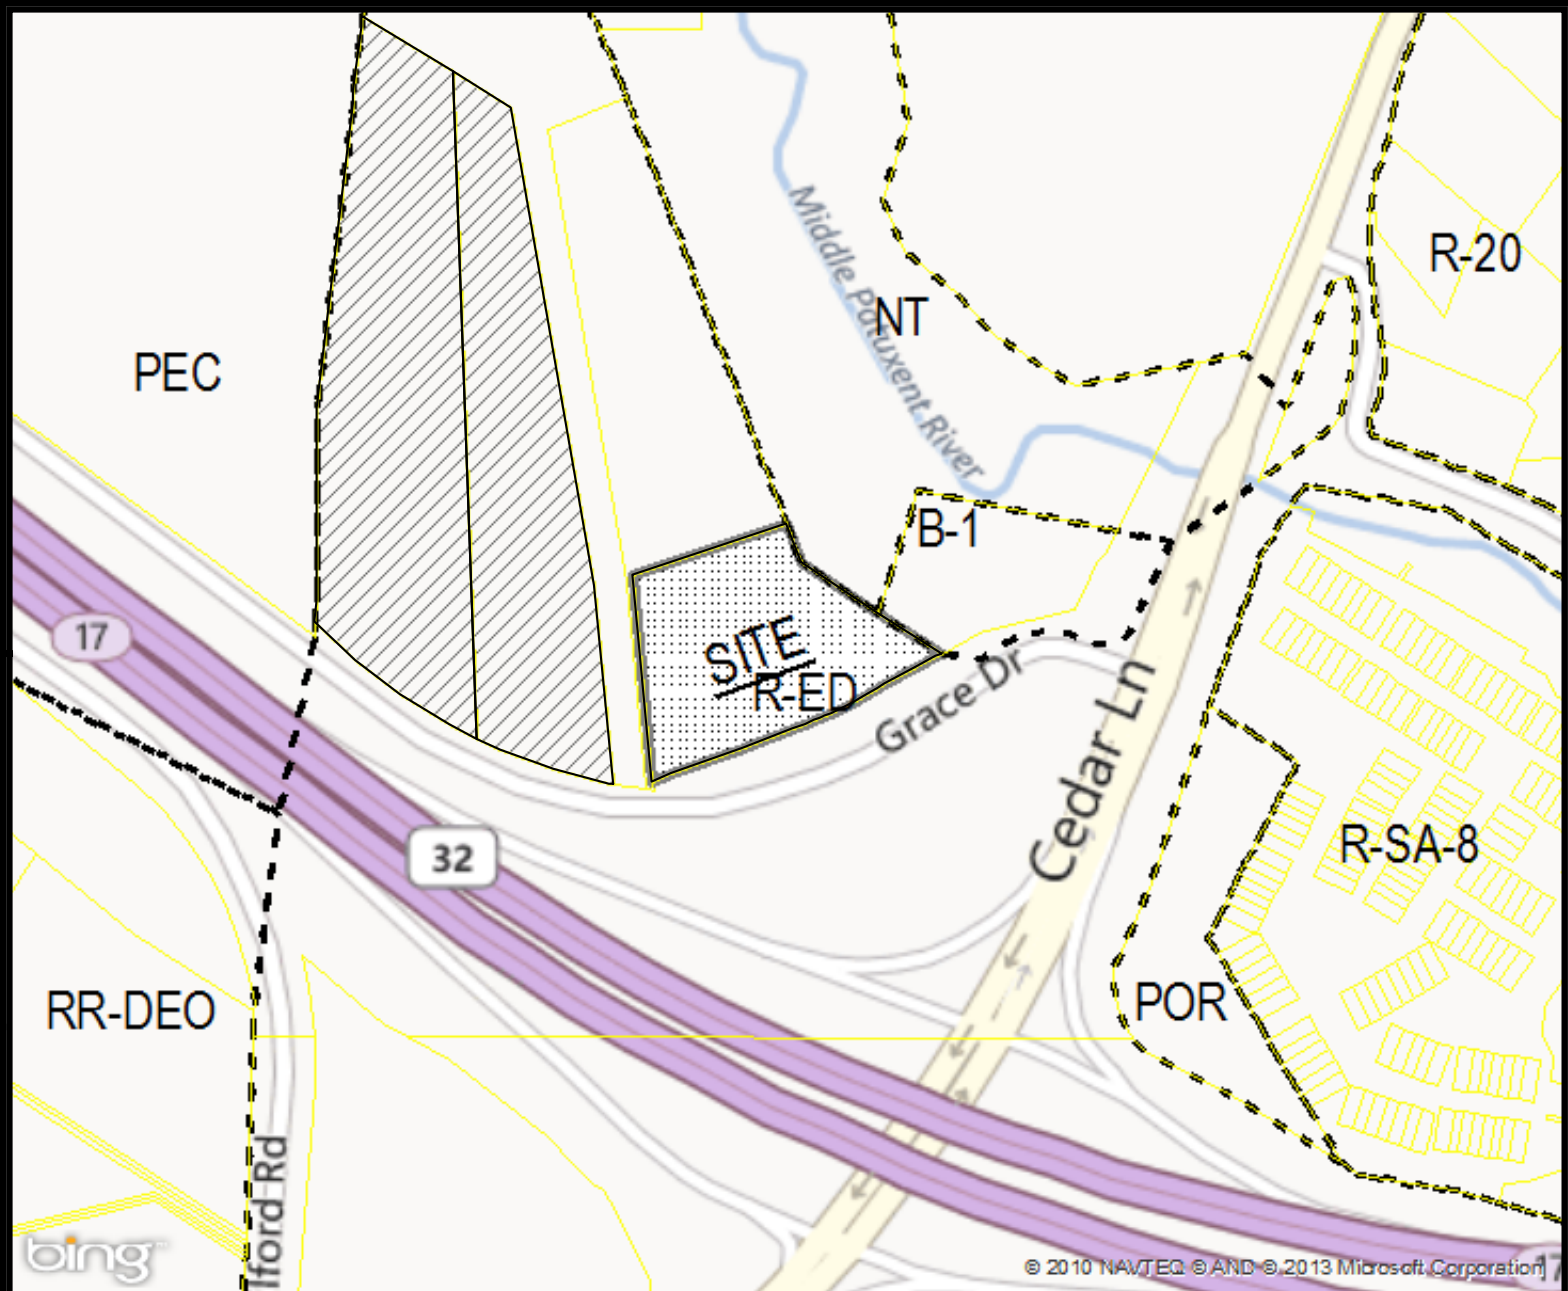 R-20
Middle Patuxent River
NT
PEC
B-1
17
SITE
R-ED
Grace Dr
Cedar Ln
32
R-SA-8
RR-DEO
POR
lford Rd
bing
© 2010 NAVTEQ © AND © 2013 Microsoft Corporation
17